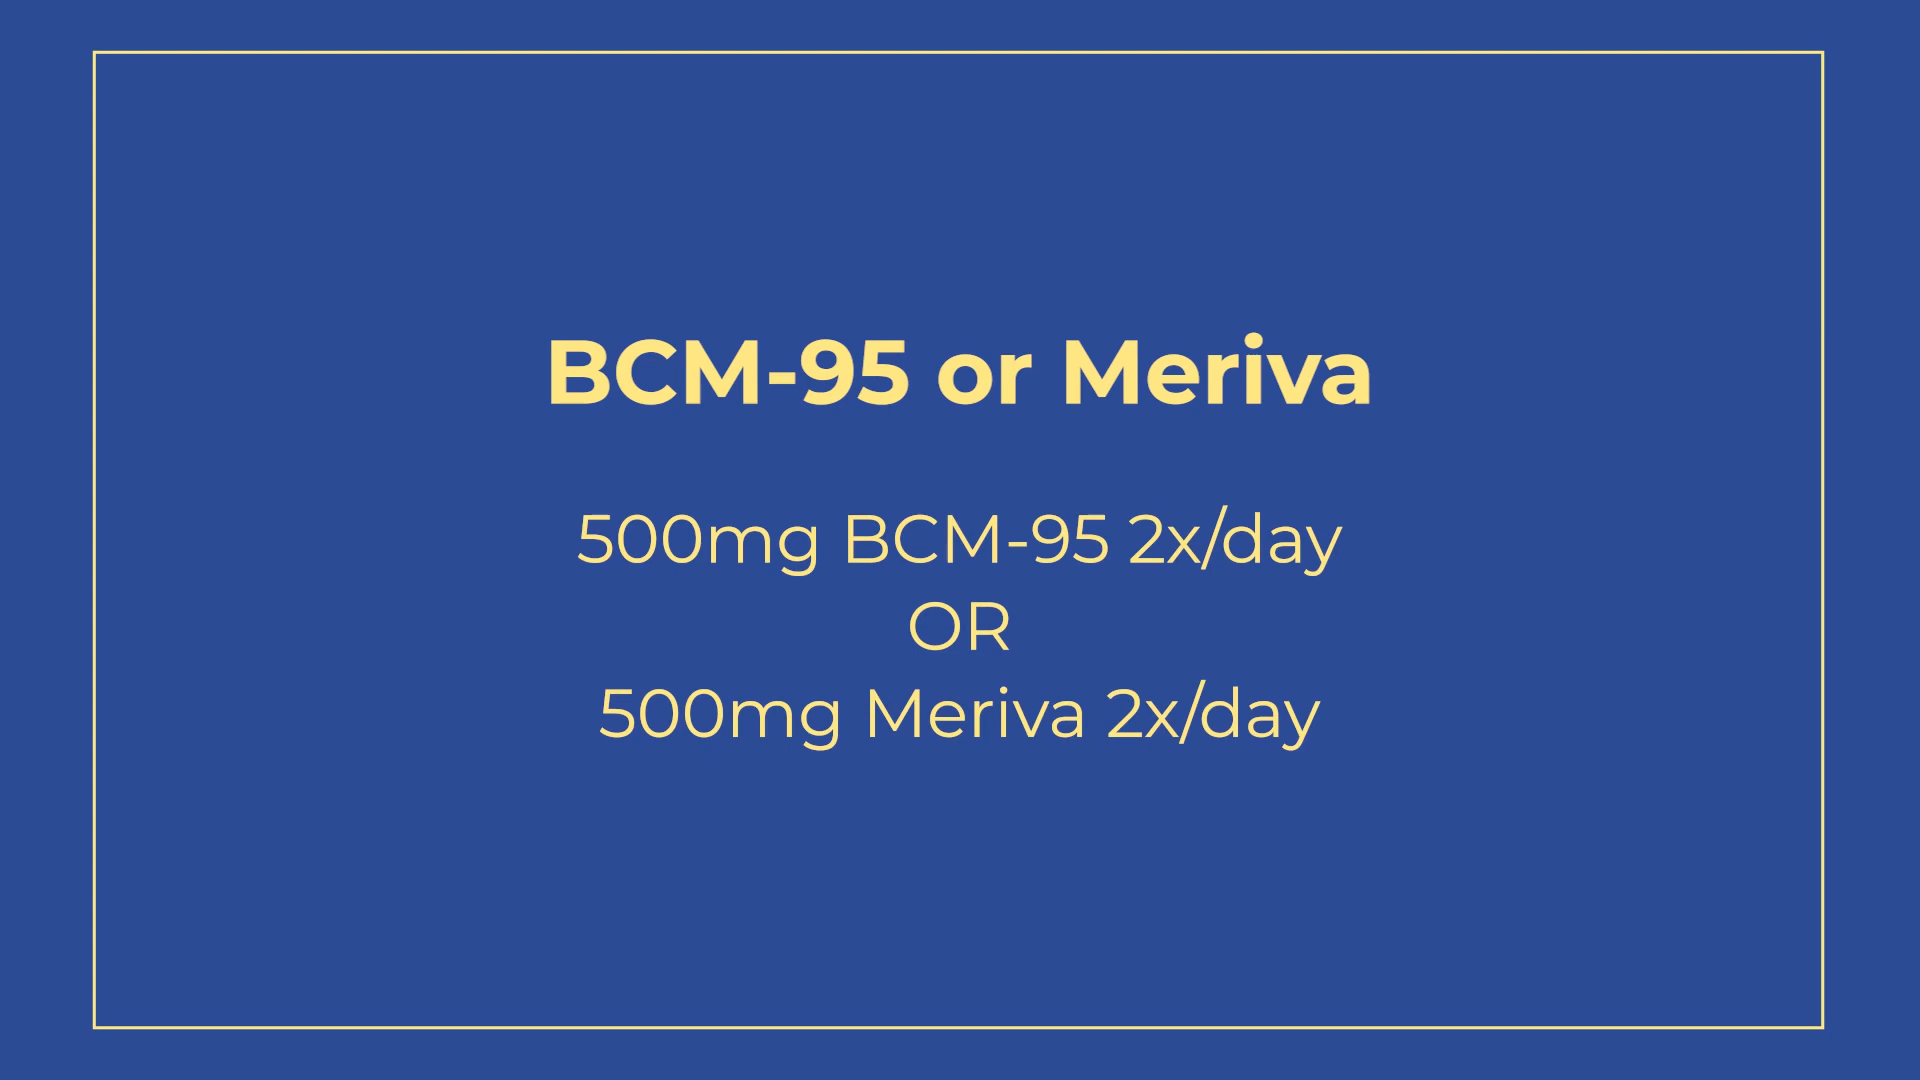 BCM-95 or Meriva
500mg BCM-95 2x/day
OR
500mg Meriva 2x/day